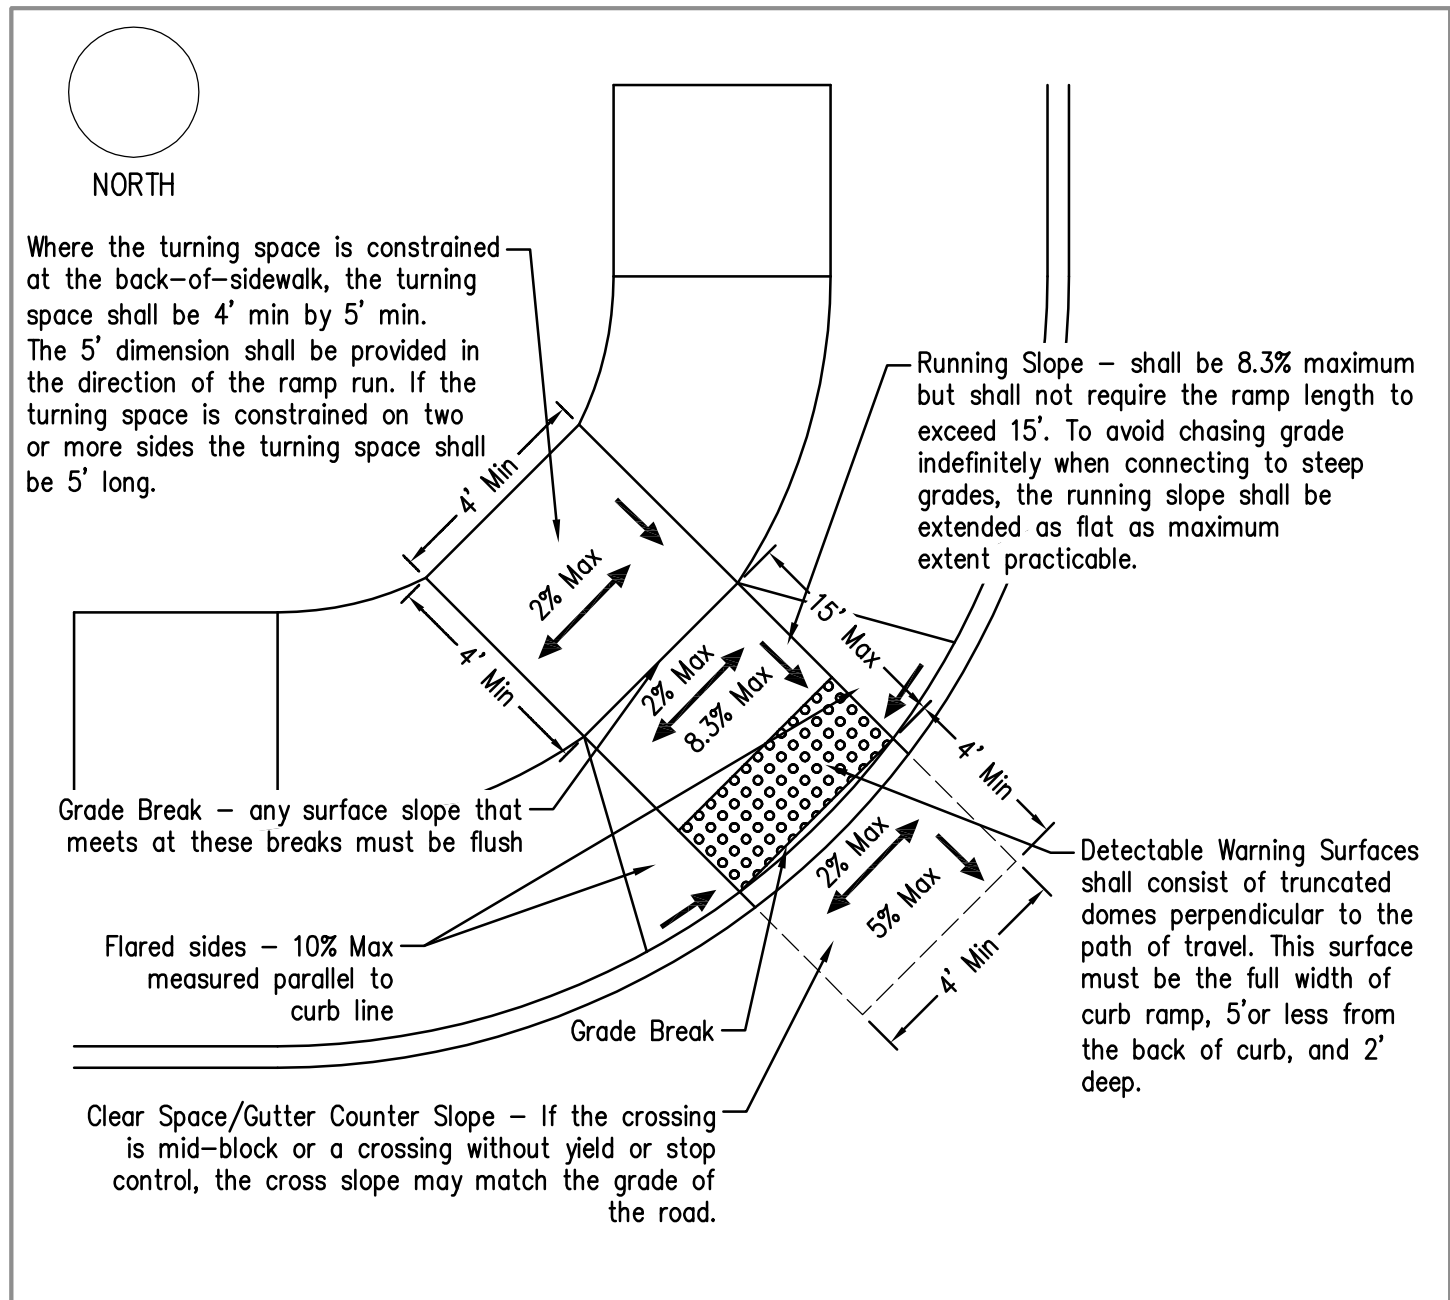 NORTH
Where the turning space is constrained
at the back-of-sidewalk, the turning
space shall be 4' min by 5' min.
The 5' dimension shall be provided in
the direction of the ramp run. If the
turning space is constrained on two
or more sides the turning space shall
be 5' long.
Running Slope - shall be 8.3% maximum
but shall not require the ramp length to
exceed 15'. To avoid chasing grade
indefinitely when connecting to steep
grades, the running slope shall be
extended as flat as maximum
extent practicable.
4' Min
2% Max
4' Min
15' Max
2% Max
8.3% Max
4' Min
2% Max
5% Max
4' Min
Grade Break - any surface slope that
meets at these breaks must be flush
Flared sides - 10% Max
measured parallel to
curb line
Grade Break
Detectable Warning Surfaces
shall consist of truncated
domes perpendicular to the
path of travel. This surface
must be the full width of
curb ramp, 5'or less from
the back of curb, and 2'
deep.
Clear Space/Gutter Counter Slope - If the crossing
is mid-block or a crossing without yield or stop
control, the cross slope may match the grade of
the road.